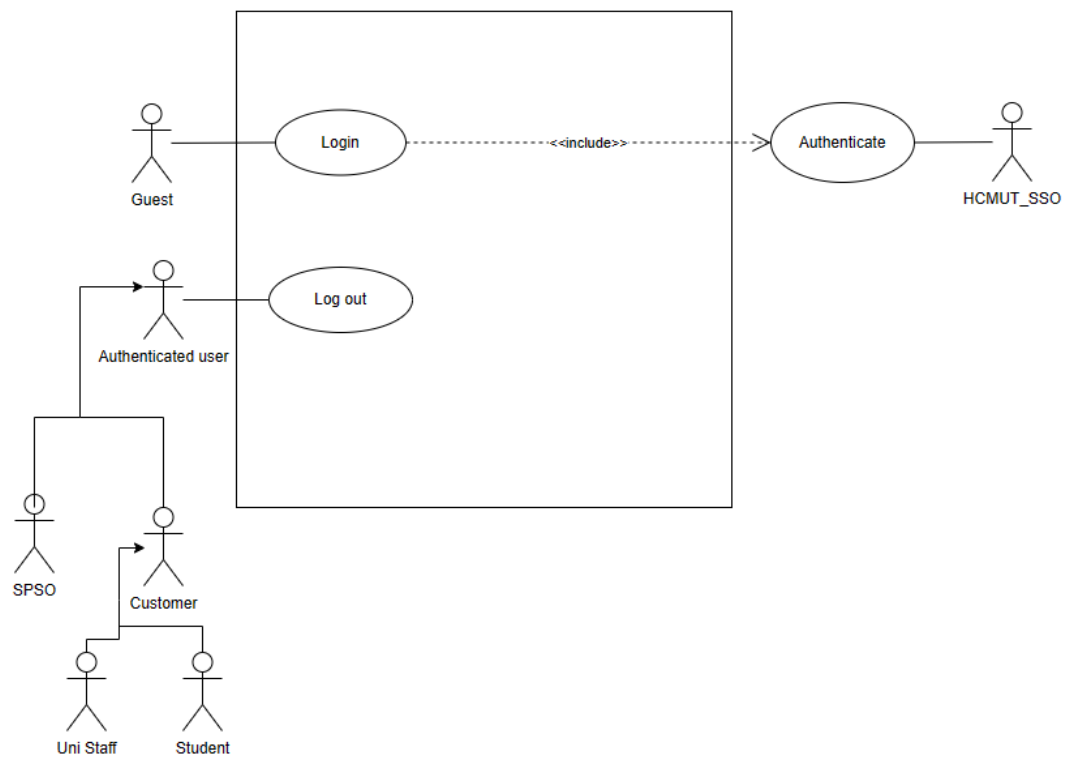 Login
<<include>>
Authenticate
Guest
HCMUT_SSO
Log out
Authenticated user
SPSO
Customer
Uni Staff
Student